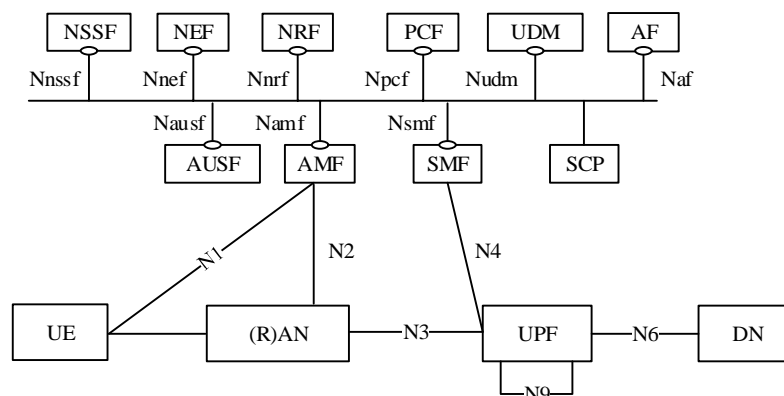 NSSF NEF NRF PCF UDM AF
Nnssf Nnef Nnrf Npcf Nudm Naf
Nausf Namf Nsmf
AUSF AMF SMF SCP
N1 N2 N4
UE (R)AN N3 UPF N6 DN
N9